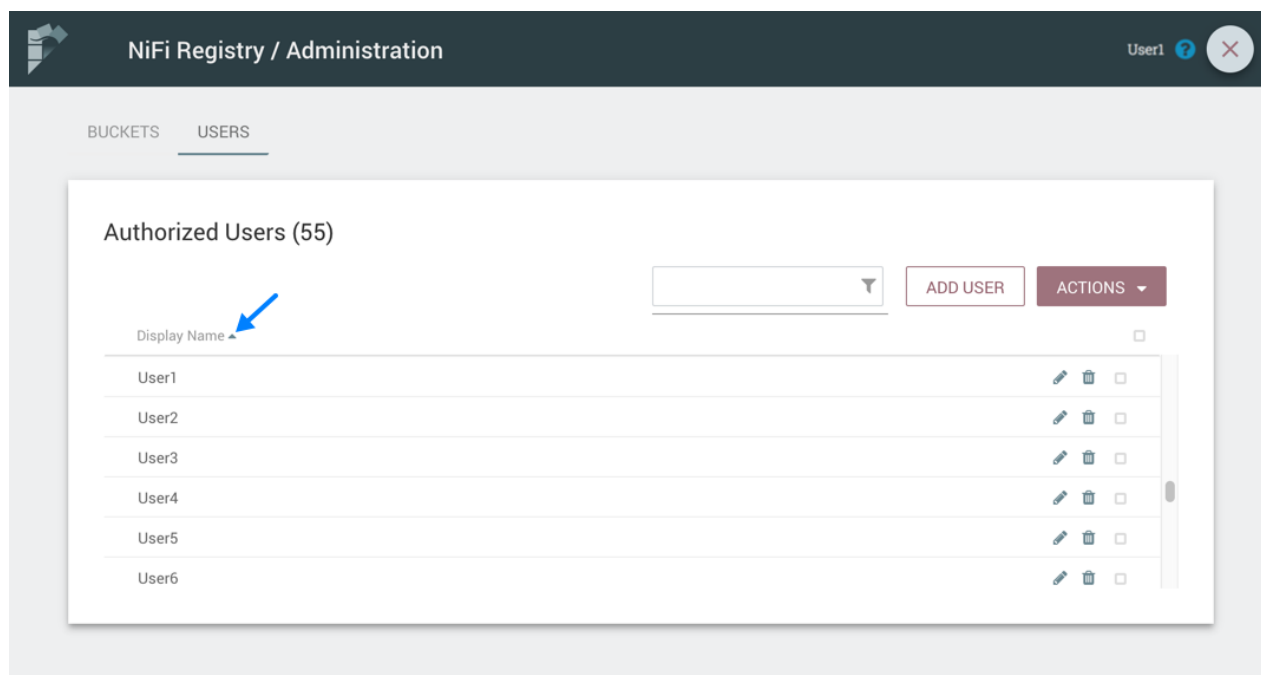 NiFi Registry / Administration
User1
BUCKETS USERS
Authorized Users (55)
ADD USER ACTIONS
Display Name
User1
User2
User3
User4
User5
User6